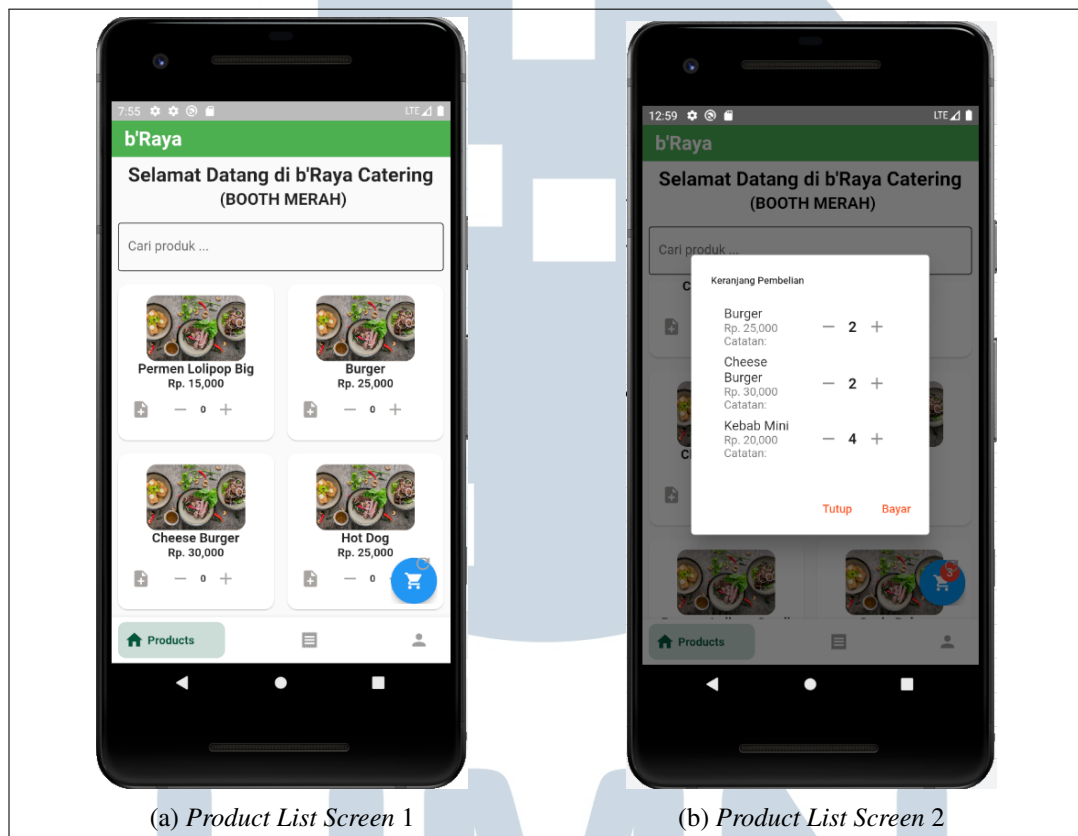 7.55
LTE
b'Raya
Selamat Datang di b'Raya Catering
(BOOTH MERAH)
Cari produk ...
Permen Lolipop Big
Rp. 15,000
0
Burger
Rp. 25,000
0
Cheese Burger
Rp. 30,000
0
Hot Dog
Rp. 25,000
0
Products
(a) Product List Screen 1
12:59
LTE
b'Raya
Selamat Datang di b'Raya Catering
(BOOTH MERAH)
Cari produk ...
Keranjang Pembelian
Burger
Rp. 25,000
Catatan:
2
Cheese
Burger
Rp. 30,000
Catatan:
2
Kebab Mini
Rp. 20,000
Catatan:
4
Tutup
Bayar
3
Products
(b) Product List Screen 2